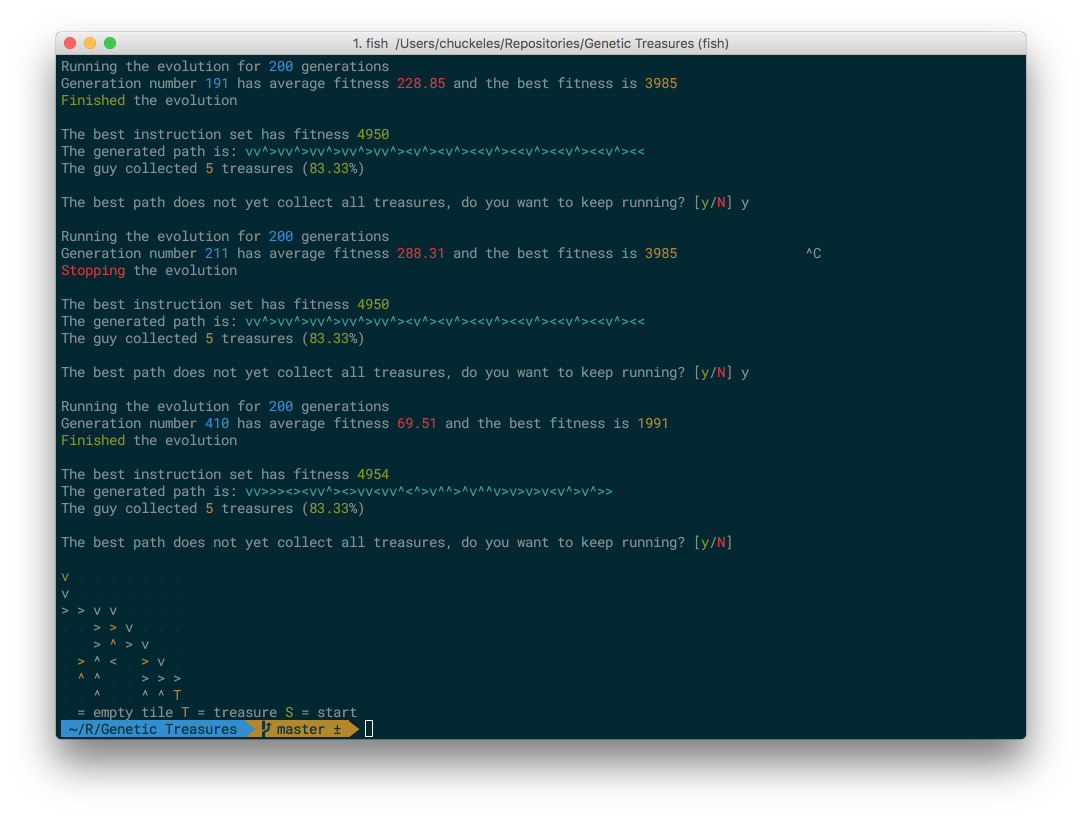 1. fish  /Users/chuckeles/Repositories/Genetic Treasures (fish)
Running the evolution for 200 generations
Generation number 191 has average fitness 228.85 and the best fitness is 3985
Finished the evolution
The best instruction set has fitness 4950
The generated path is: vv^>vv^>vv^>vv^>vv^><v^><v^><<v^><<v^><<v^><<v^><<
The guy collected 5 treasures (83.33%)
The best path does not yet collect all treasures, do you want to keep running? [y/N] y
Running the evolution for 200 generations
Generation number 211 has average fitness 288.31 and the best fitness is 3985                ^C
Stopping the evolution
The best instruction set has fitness 4950
The generated path is: vv^>vv^>vv^>vv^>vv^><v^><v^><<v^><<v^><<v^><<v^><<
The guy collected 5 treasures (83.33%)
The best path does not yet collect all treasures, do you want to keep running? [y/N] y
Running the evolution for 200 generations
Generation number 410 has average fitness 69.51 and the best fitness is 1991
Finished the evolution
The best instruction set has fitness 4954
The generated path is: vv>>><><vv^><>vv<vv^<^>v^^>^v^^v>v>v>v<v^>v^>>
The guy collected 5 treasures (83.33%)
The best path does not yet collect all treasures, do you want to keep running? [y/N]
v . . . . . . .
v . . . . . . .
> > v v . . . .
. . > > v . . .
. . > ^ > v . .
. > ^ < . > v .
. ^ ^ . . > > >
. . ^ . . ^ ^ T
. = empty tile T = treasure S = start
~/R/Genetic Treasures master ±